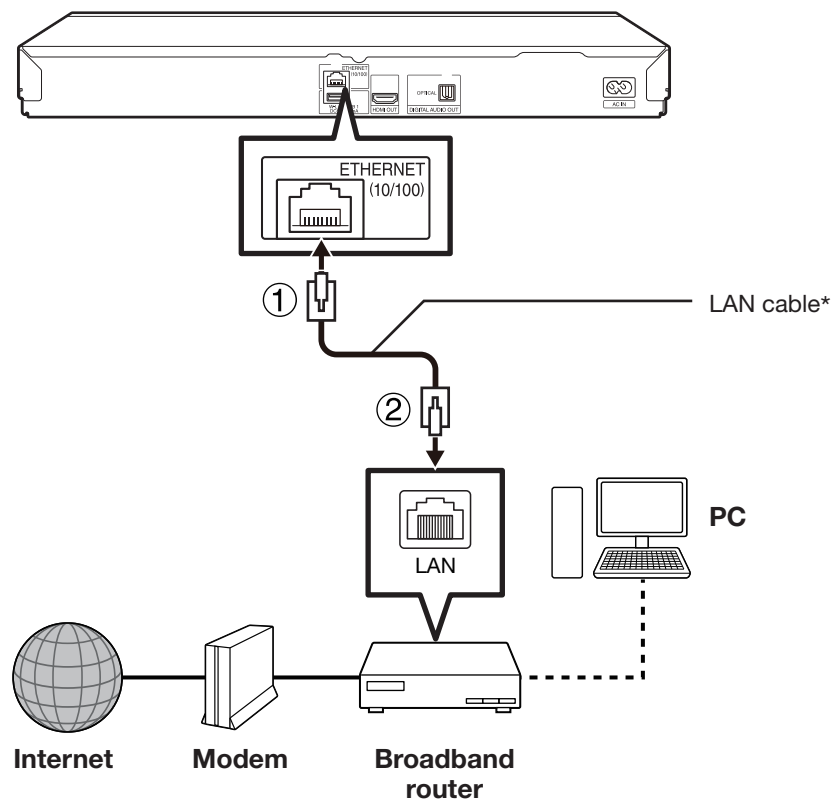 ETHERNET
(10/100)
OPTICAL
HDMI OUT
DIGITAL AUDIO OUT
AC IN
ETHERNET
(10/100)
①
LAN cable*
②
LAN
PC
Internet
Modem
Broadband
router